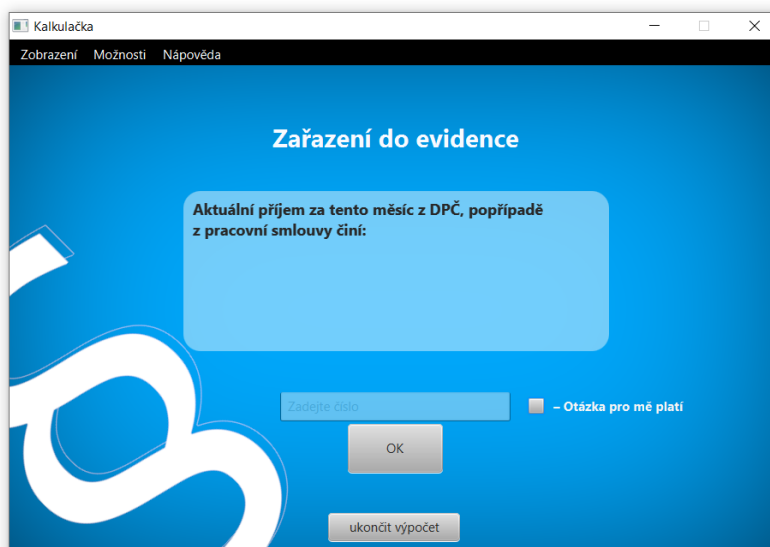 Kalkulačka
Zobrazení Možnosti Nápověda
Zařazení do evidence
Aktuální příjem za tento měsíc z DPČ, popřípadě
z pracovní smlouvy činí:
Zadejte číslo
– Otázka pro mě platí
OK
ukončit výpočet